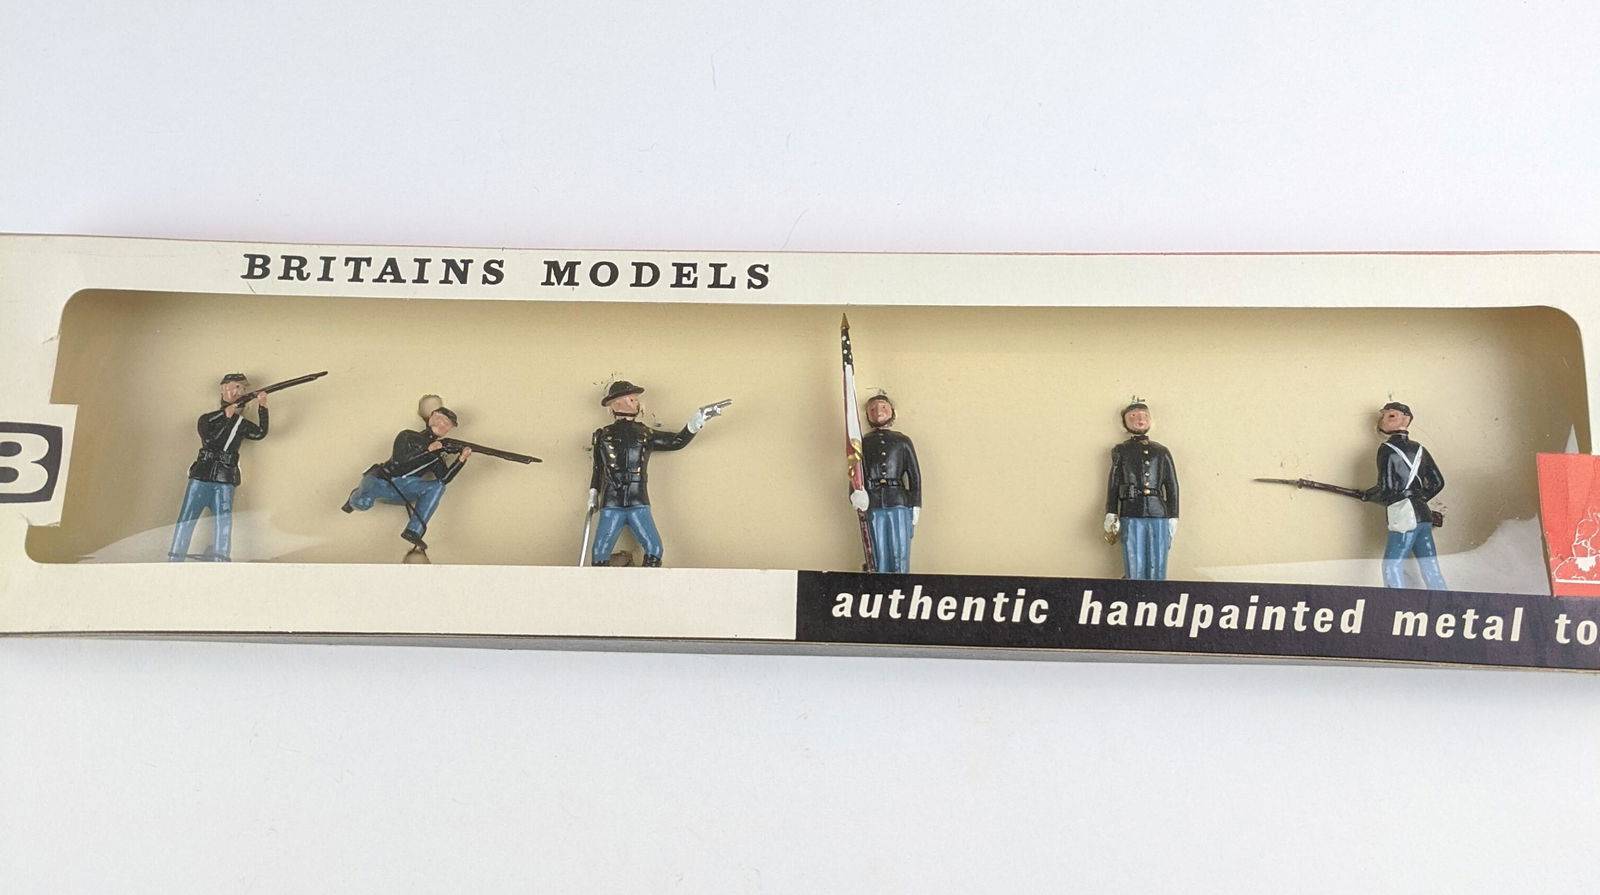 BRITAINS MODELS
B
authentic handpainted metal to